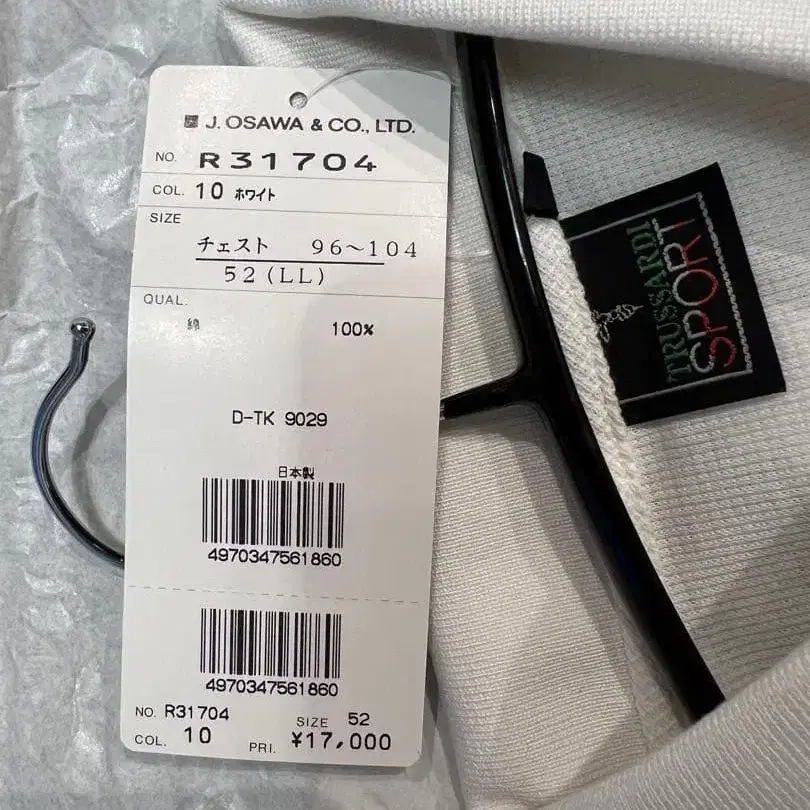 J. OSAWA & CO., LTD.
NO. R31704
COL. 10 ホワイト
SIZE
チェスト 96～104
52(LL)
QUAL.
綿 100%
D-TK 9029
日本製
4970347561860
4970347561860
NO. R31704 SIZE 52
COL. 10 PRI. ¥17,000
TRUSSARDI
SPORT